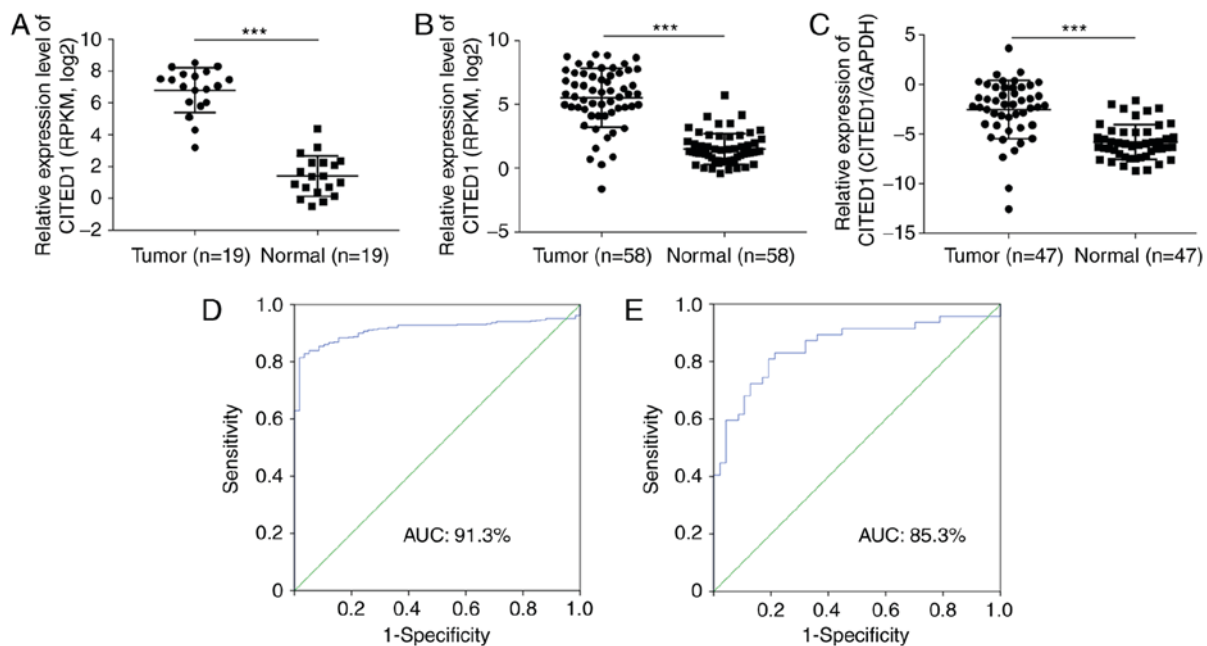 A
Relative expression level of
CITED1 (RPKM, log2)
10
8
6
4
2
0
−2
***
Tumor (n=19)
Normal (n=19)
B
Relative expression level of
CITED1 (RPKM, log2)
10
5
0
−5
***
Tumor (n=58)
Normal (n=58)
C
Relative expression of
CITED1 (CITED1/GAPDH)
5
0
−5
−10
−15
***
Tumor (n=47)
Normal (n=47)
D
Sensitivity
1.0
0.8
0.6
0.4
0.2
0
AUC: 91.3%
0.2 0.4 0.6 0.8 1.0
1-Specificity
E
Sensitivity
1.0
0.8
0.6
0.4
0.2
0
AUC: 85.3%
0.2 0.4 0.6 0.8 1.0
1-Specificity